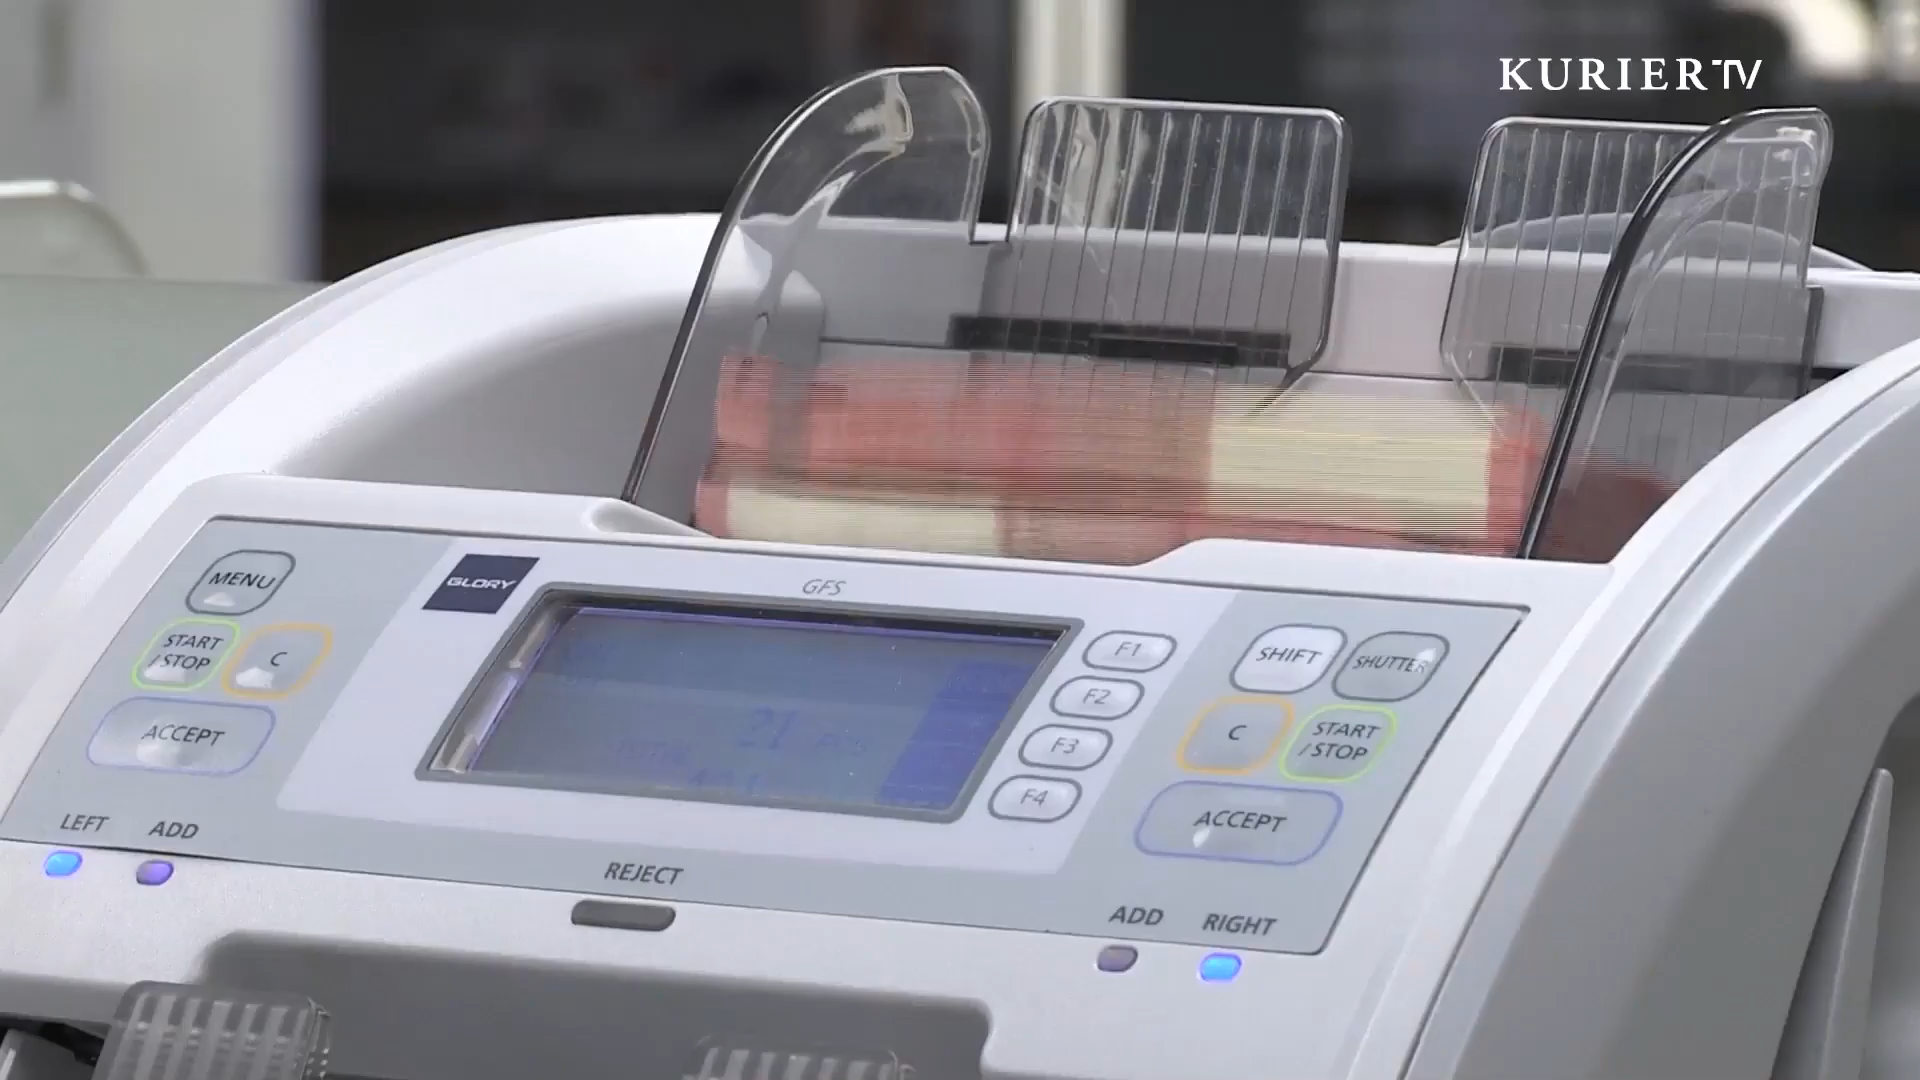 KURIER TV
GLORY
GFS
MENU
START
/STOP
C
ACCEPT
21
F1
F2
F3
F4
SHIFT
SHUTTER
C
START
/STOP
ACCEPT
LEFT
ADD
REJECT
ADD
RIGHT